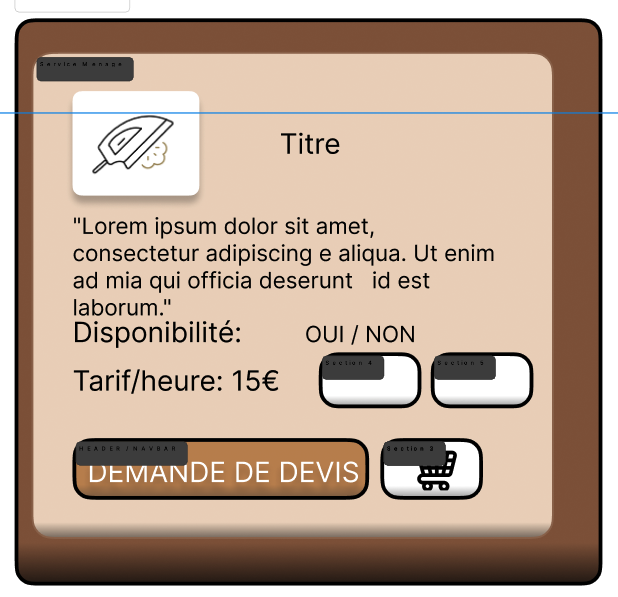 Service Menage
Titre
"Lorem ipsum dolor sit amet,
consectetur adipiscing e aliqua. Ut enim
ad mia qui officia deserunt id est
laborum."
Disponibilité: OUI / NON
Section 4 Section 5
Tarif/heure: 15€
HEADER / NAVBAR Section 3
DEMANDE DE DEVIS